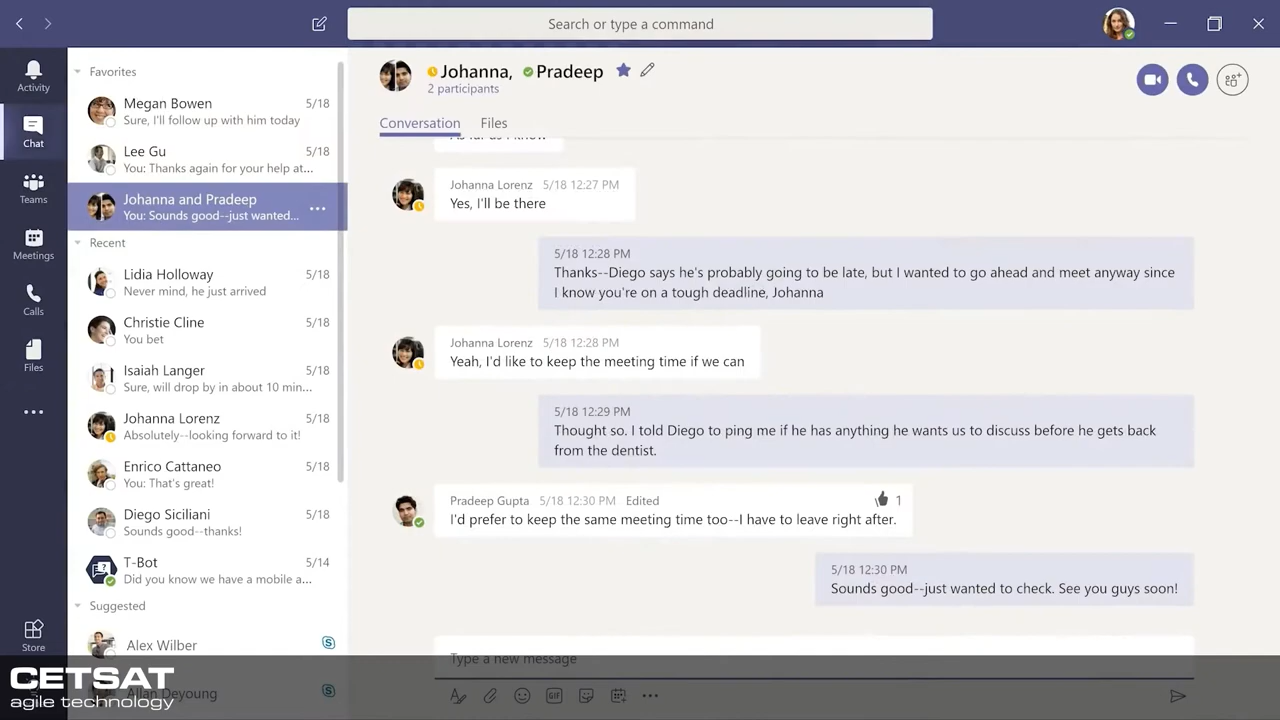 Search or type a command
Activity
Chat
Teams
Meetings
Calls
Files
Store
Favorites
Megan Bowen 5/18
Sure, I'll follow up with him today
Lee Gu 5/18
You: Thanks again for your help at...
Johanna and Pradeep
You: Sounds good--just wanted...
Recent
Lidia Holloway 5/18
Never mind, he just arrived
Christie Cline 5/18
You bet
Isaiah Langer 5/18
Sure, will drop by in about 10 min...
Johanna Lorenz 5/18
Absolutely--looking forward to it!
Enrico Cattaneo 5/18
You: That's great!
Diego Siciliani 5/18
Sounds good--thanks!
T-Bot 5/14
Did you know we have a mobile a...
Suggested
Alex Wilber
Allan Deyoung
Johanna, Pradeep
2 participants
Conversation Files
As far as I know
Johanna Lorenz 5/18 12:27 PM
Yes, I'll be there
5/18 12:28 PM
Thanks--Diego says he's probably going to be late, but I wanted to go ahead and meet anyway since
I know you're on a tough deadline, Johanna
Johanna Lorenz 5/18 12:28 PM
Yeah, I'd like to keep the meeting time if we can
5/18 12:29 PM
Thought so. I told Diego to ping me if he has anything he wants us to discuss before he gets back
from the dentist.
Pradeep Gupta 5/18 12:30 PM Edited 1
I'd prefer to keep the same meeting time too--I have to leave right after.
5/18 12:30 PM
Sounds good--just wanted to check. See you guys soon!
Type a new message
GIF
CETSAT
agile technology